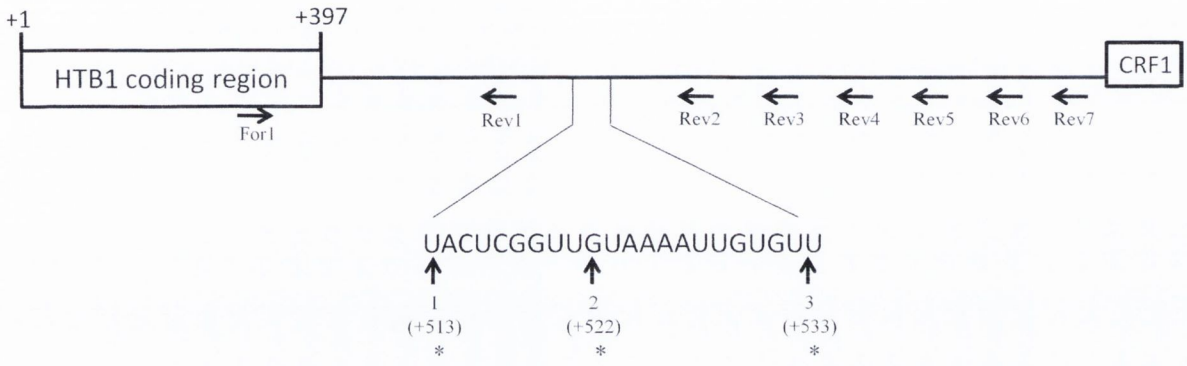 +1 +397
HTB1 coding region
CRF1
For1 Rev1 Rev2 Rev3 Rev4 Rev5 Rev6 Rev7
UACUCGGUUGUAAAAUUGUGUU
1 2 3
(+513) (+522) (+533)
* * *